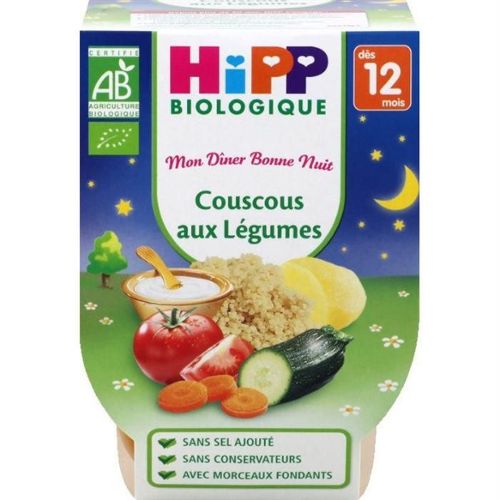 CERTIFIÉ
AB
AGRICULTURE
BIOLOGIQUE
HiPP
BIOLOGIQUE
dès
12
mois
Mon Dîner Bonne Nuit
Couscous
aux Légumes
SANS SEL AJOUTÉ
SANS CONSERVATEURS
AVEC MORCEAUX FONDANTS